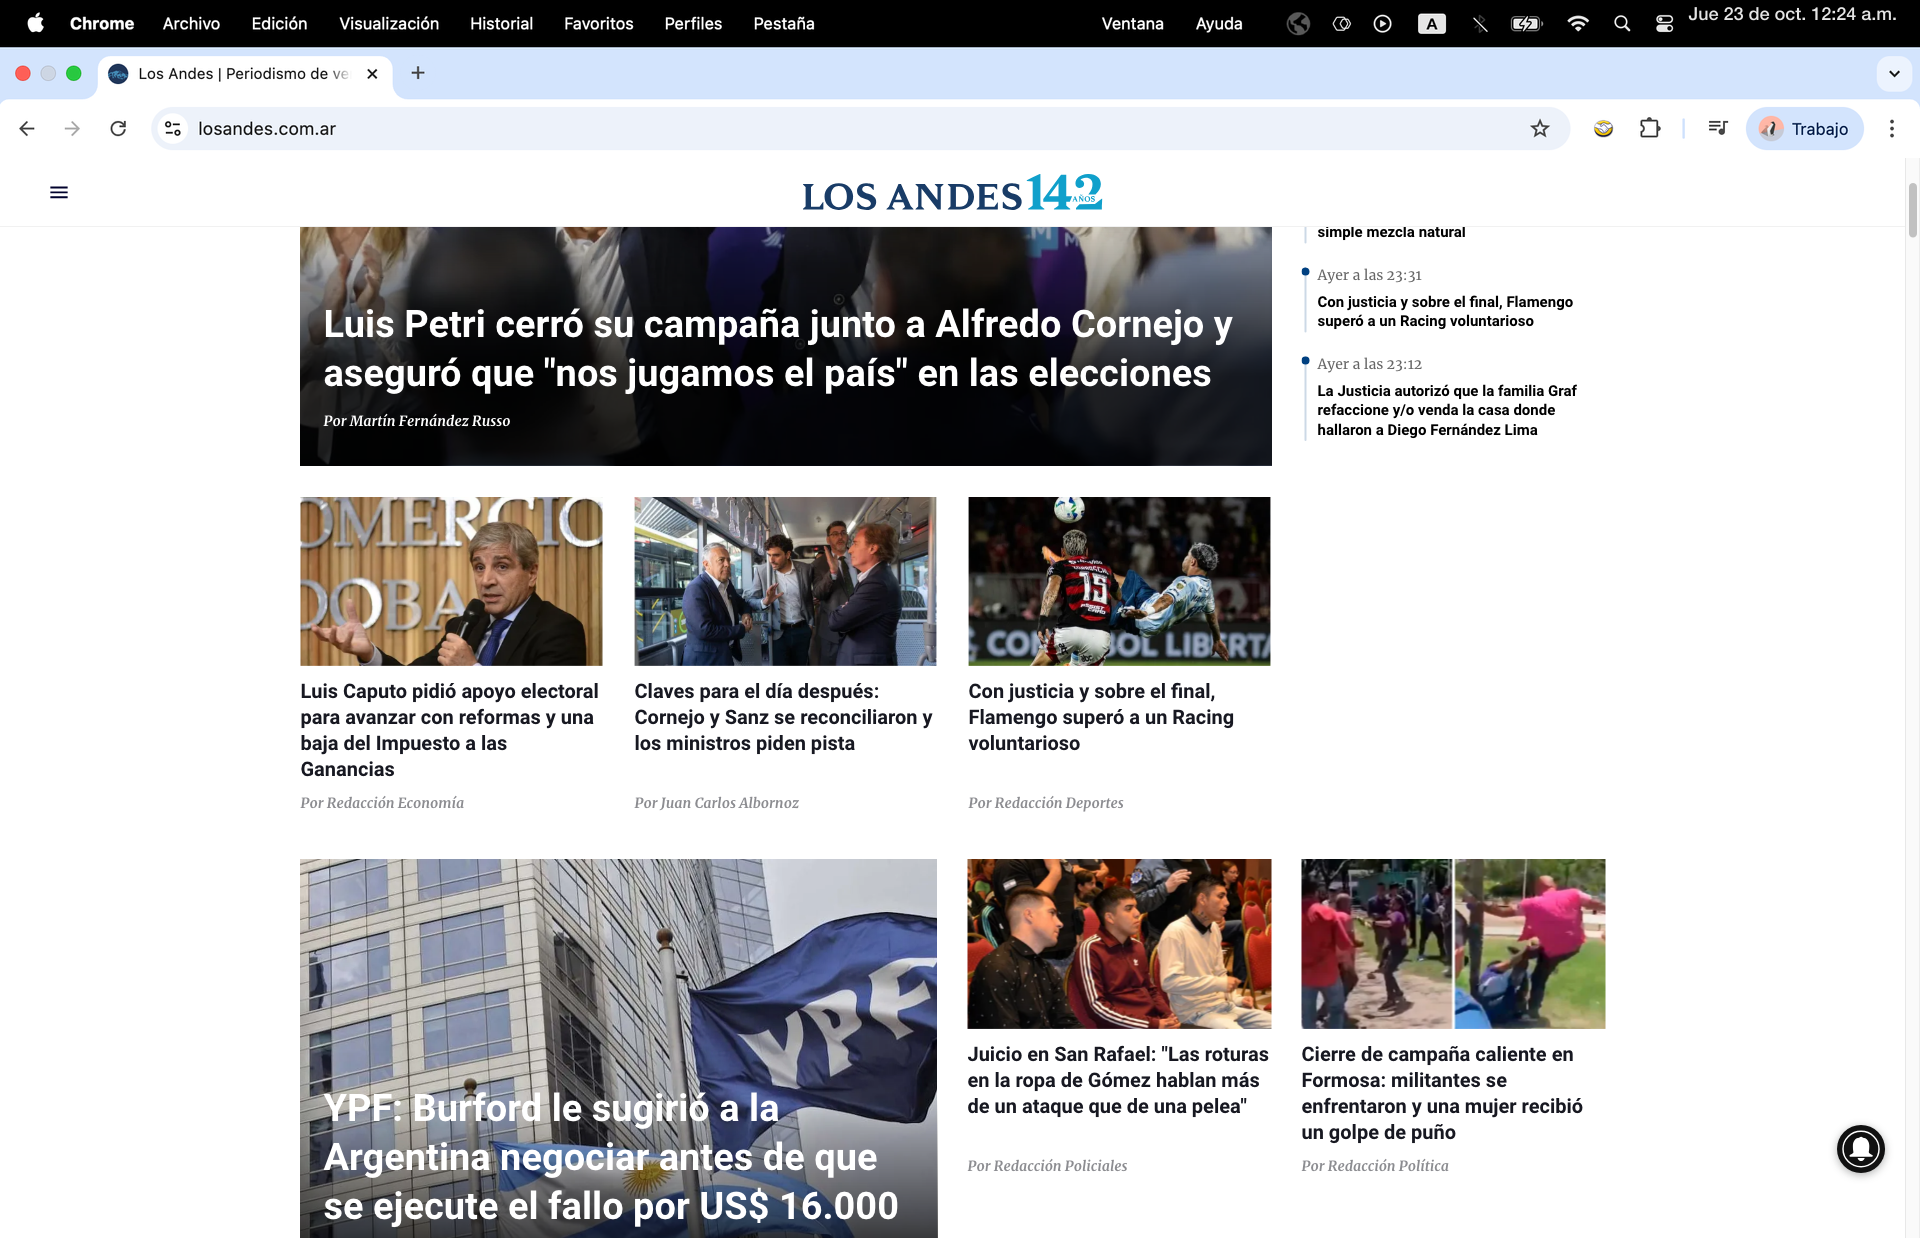 Chrome Archivo Edición Visualización Historial Favoritos Perfiles Pestaña Ventana Ayuda A Jue 23 de oct. 12:24 a.m.
Los Andes | Periodismo de ve
losandes.com.ar
Trabajo
LOS ANDES 142 AÑOS
Luis Petri cerró su campaña junto a Alfredo Cornejo y
aseguró que "nos jugamos el país" en las elecciones
Por Martín Fernández Russo
simple mezcla natural
Ayer a las 23:31
Con justicia y sobre el final, Flamengo
superó a un Racing voluntarioso
Ayer a las 23:12
La Justicia autorizó que la familia Graf
refaccione y/o venda la casa donde
hallaron a Diego Fernández Lima
OMERCIO
DOBA
Luis Caputo pidió apoyo electoral
para avanzar con reformas y una
baja del Impuesto a las
Ganancias
Por Redacción Economía
Claves para el día después:
Cornejo y Sanz se reconciliaron y
los ministros piden pista
Por Juan Carlos Albornoz
15
CON BOL LIBERTA
Con justicia y sobre el final,
Flamengo superó a un Racing
voluntarioso
Por Redacción Deportes
YPF
YPF: Burford le sugirió a la
Argentina negociar antes de que
se ejecute el fallo por US$ 16.000
Juicio en San Rafael: "Las roturas
en la ropa de Gómez hablan más
de un ataque que de una pelea"
Por Redacción Policiales
Cierre de campaña caliente en
Formosa: militantes se
enfrentaron y una mujer recibió
un golpe de puño
Por Redacción Política